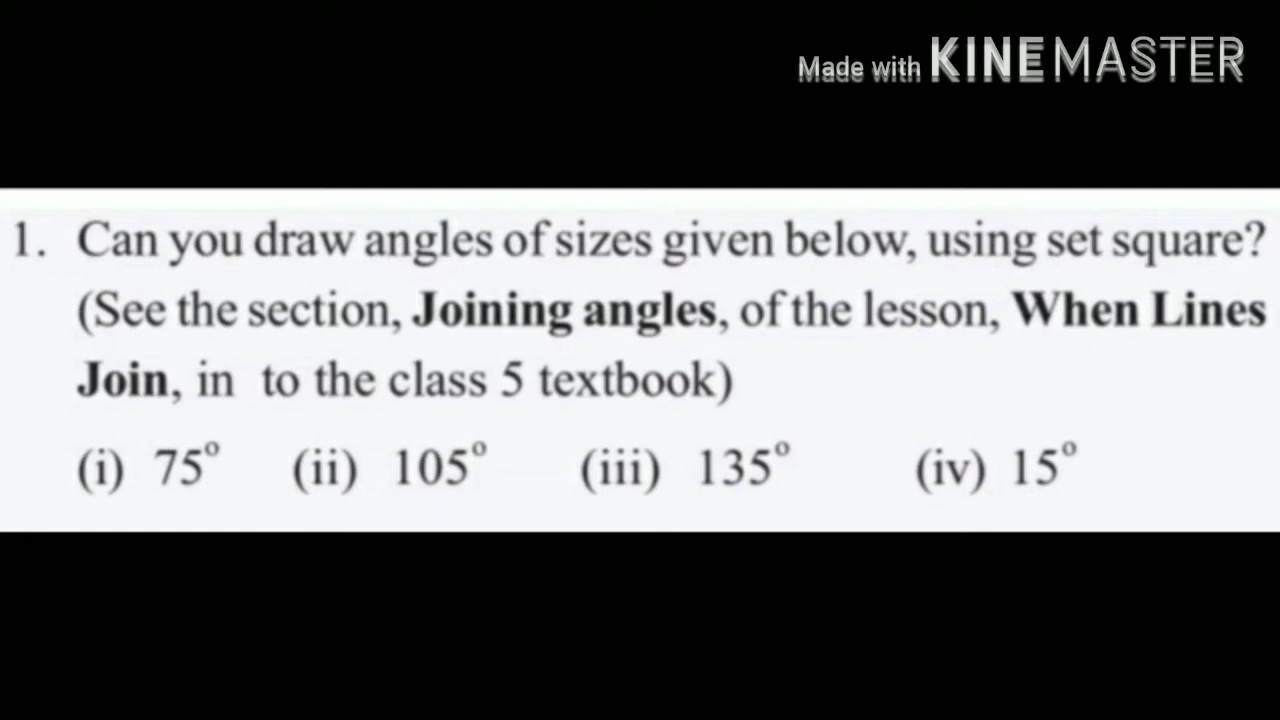 Made with KINEMASTER
1. Can you draw angles of sizes given below, using set square?
(See the section, Joining angles, of the lesson, When Lines
Join, in to the class 5 textbook)
(i) 75° (ii) 105° (iii) 135° (iv) 15°